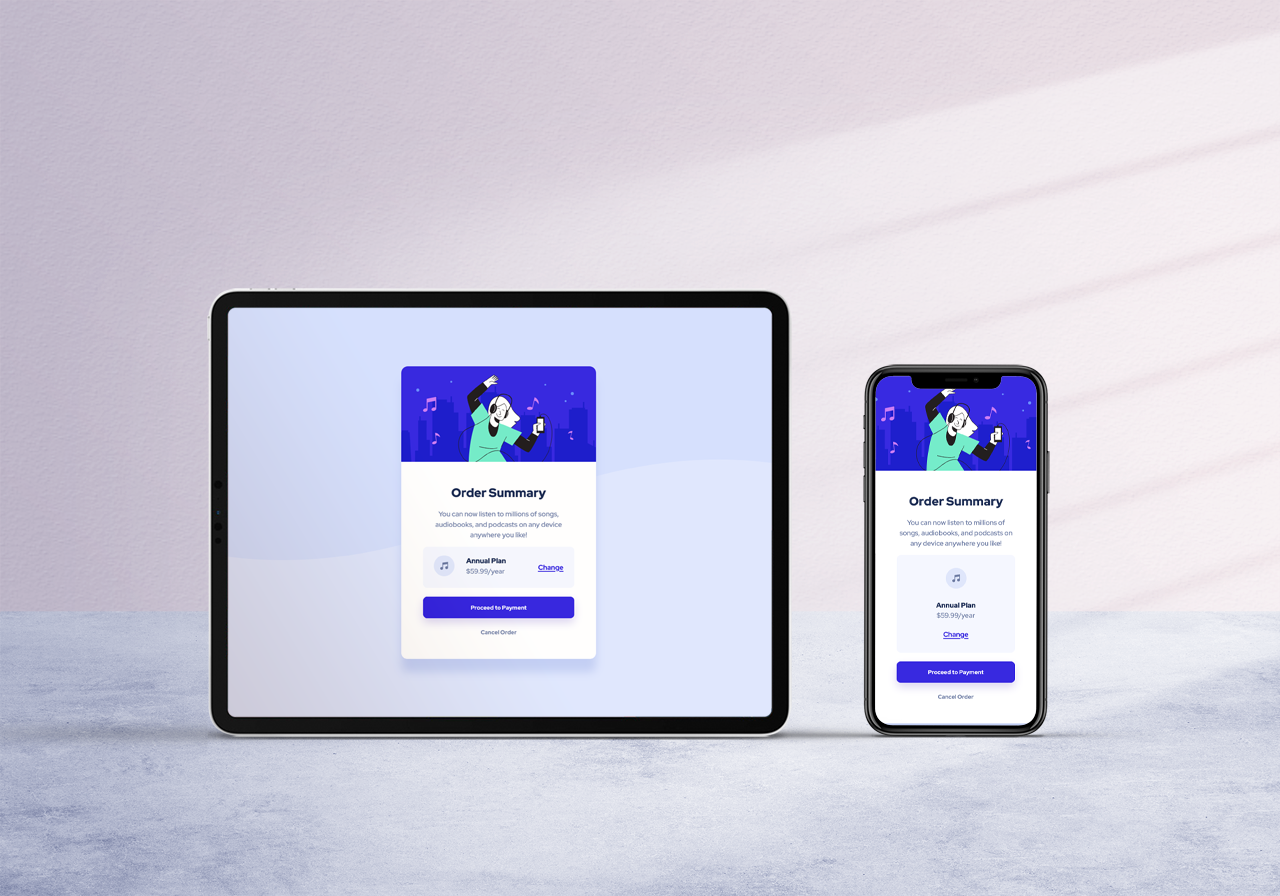 Order Summary
You can now listen to millions of songs,
audiobooks, and podcasts on any device
anywhere you like!
Annual Plan
$59.99/year
Change
Proceed to Payment
Cancel Order
Order Summary
You can now listen to millions of
songs, audiobooks, and podcasts on
any device anywhere you like!
Annual Plan
$59.99/year
Change
Proceed to Payment
Cancel Order